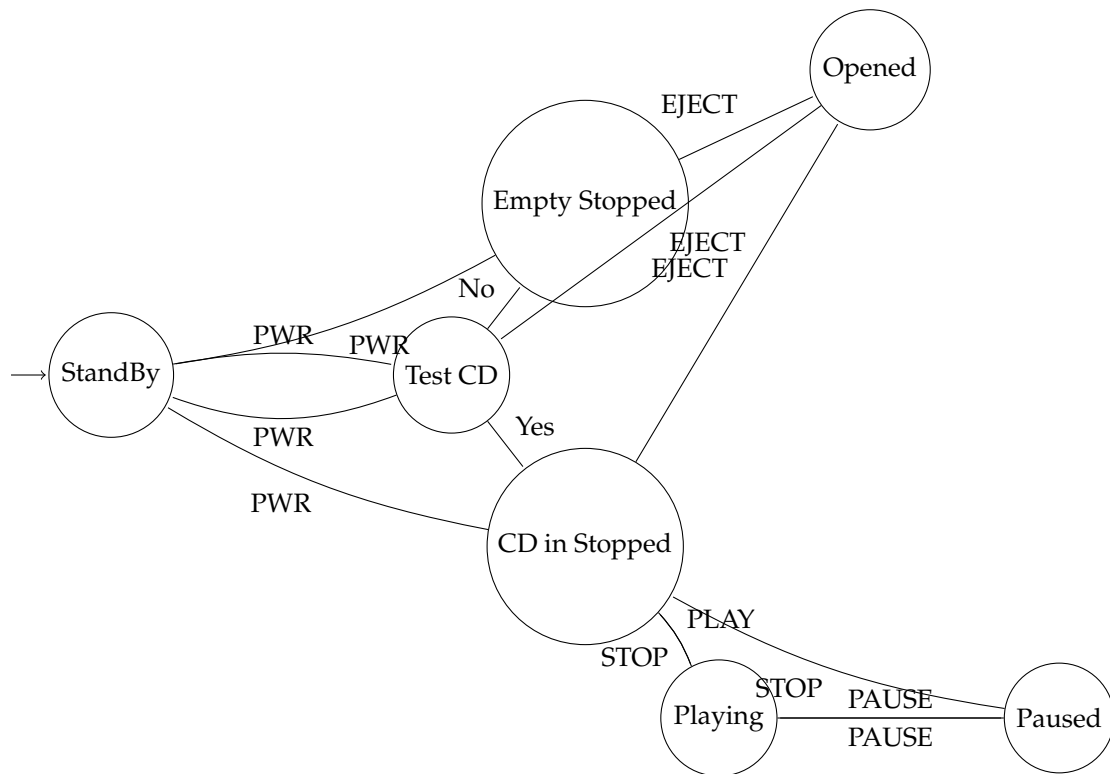 Opened
EJECT
Empty Stopped
EJECT
EJECT
No
PWR
PWR
StandBy
Test CD
Yes
PWR
PWR
CD in Stopped
PLAY
STOP
STOP
PAUSE
Playing
Paused
PAUSE